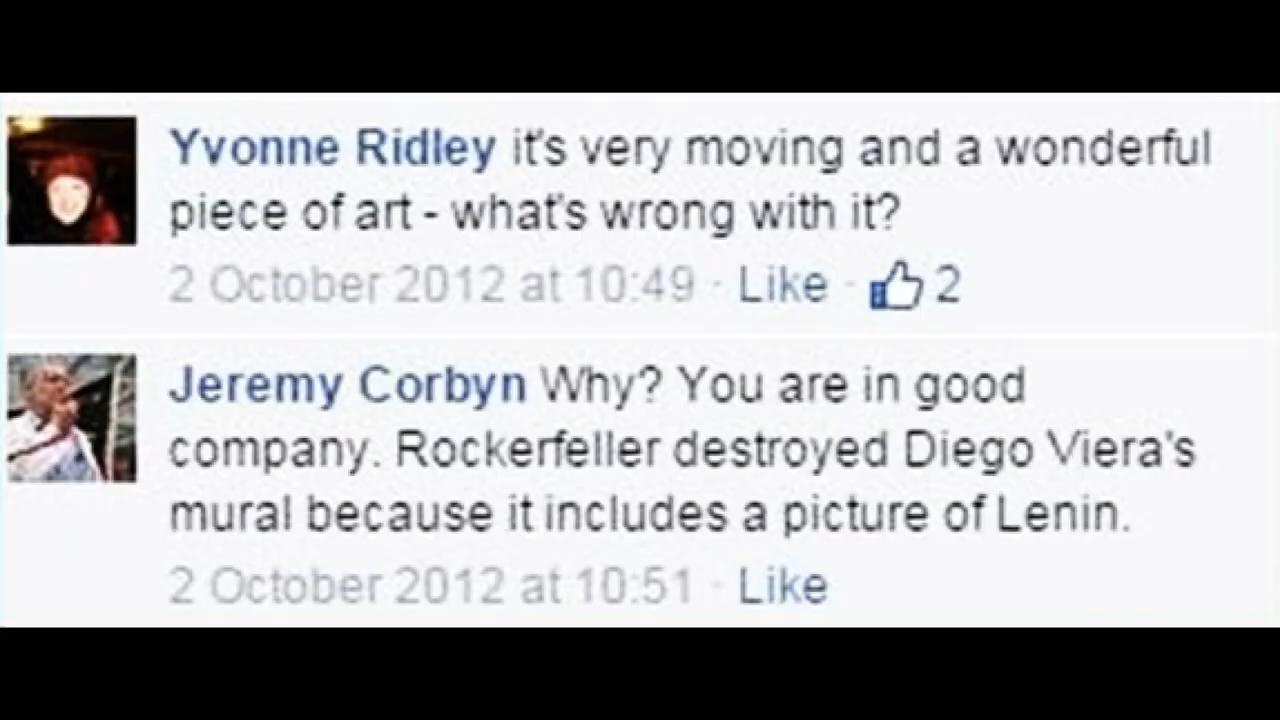 Yvonne Ridley it's very moving and a wonderful
piece of art - what's wrong with it?
2 October 2012 at 10:49 · Like · 2
Jeremy Corbyn Why? You are in good
company. Rockerfeller destroyed Diego Viera's
mural because it includes a picture of Lenin.
2 October 2012 at 10:51 · Like